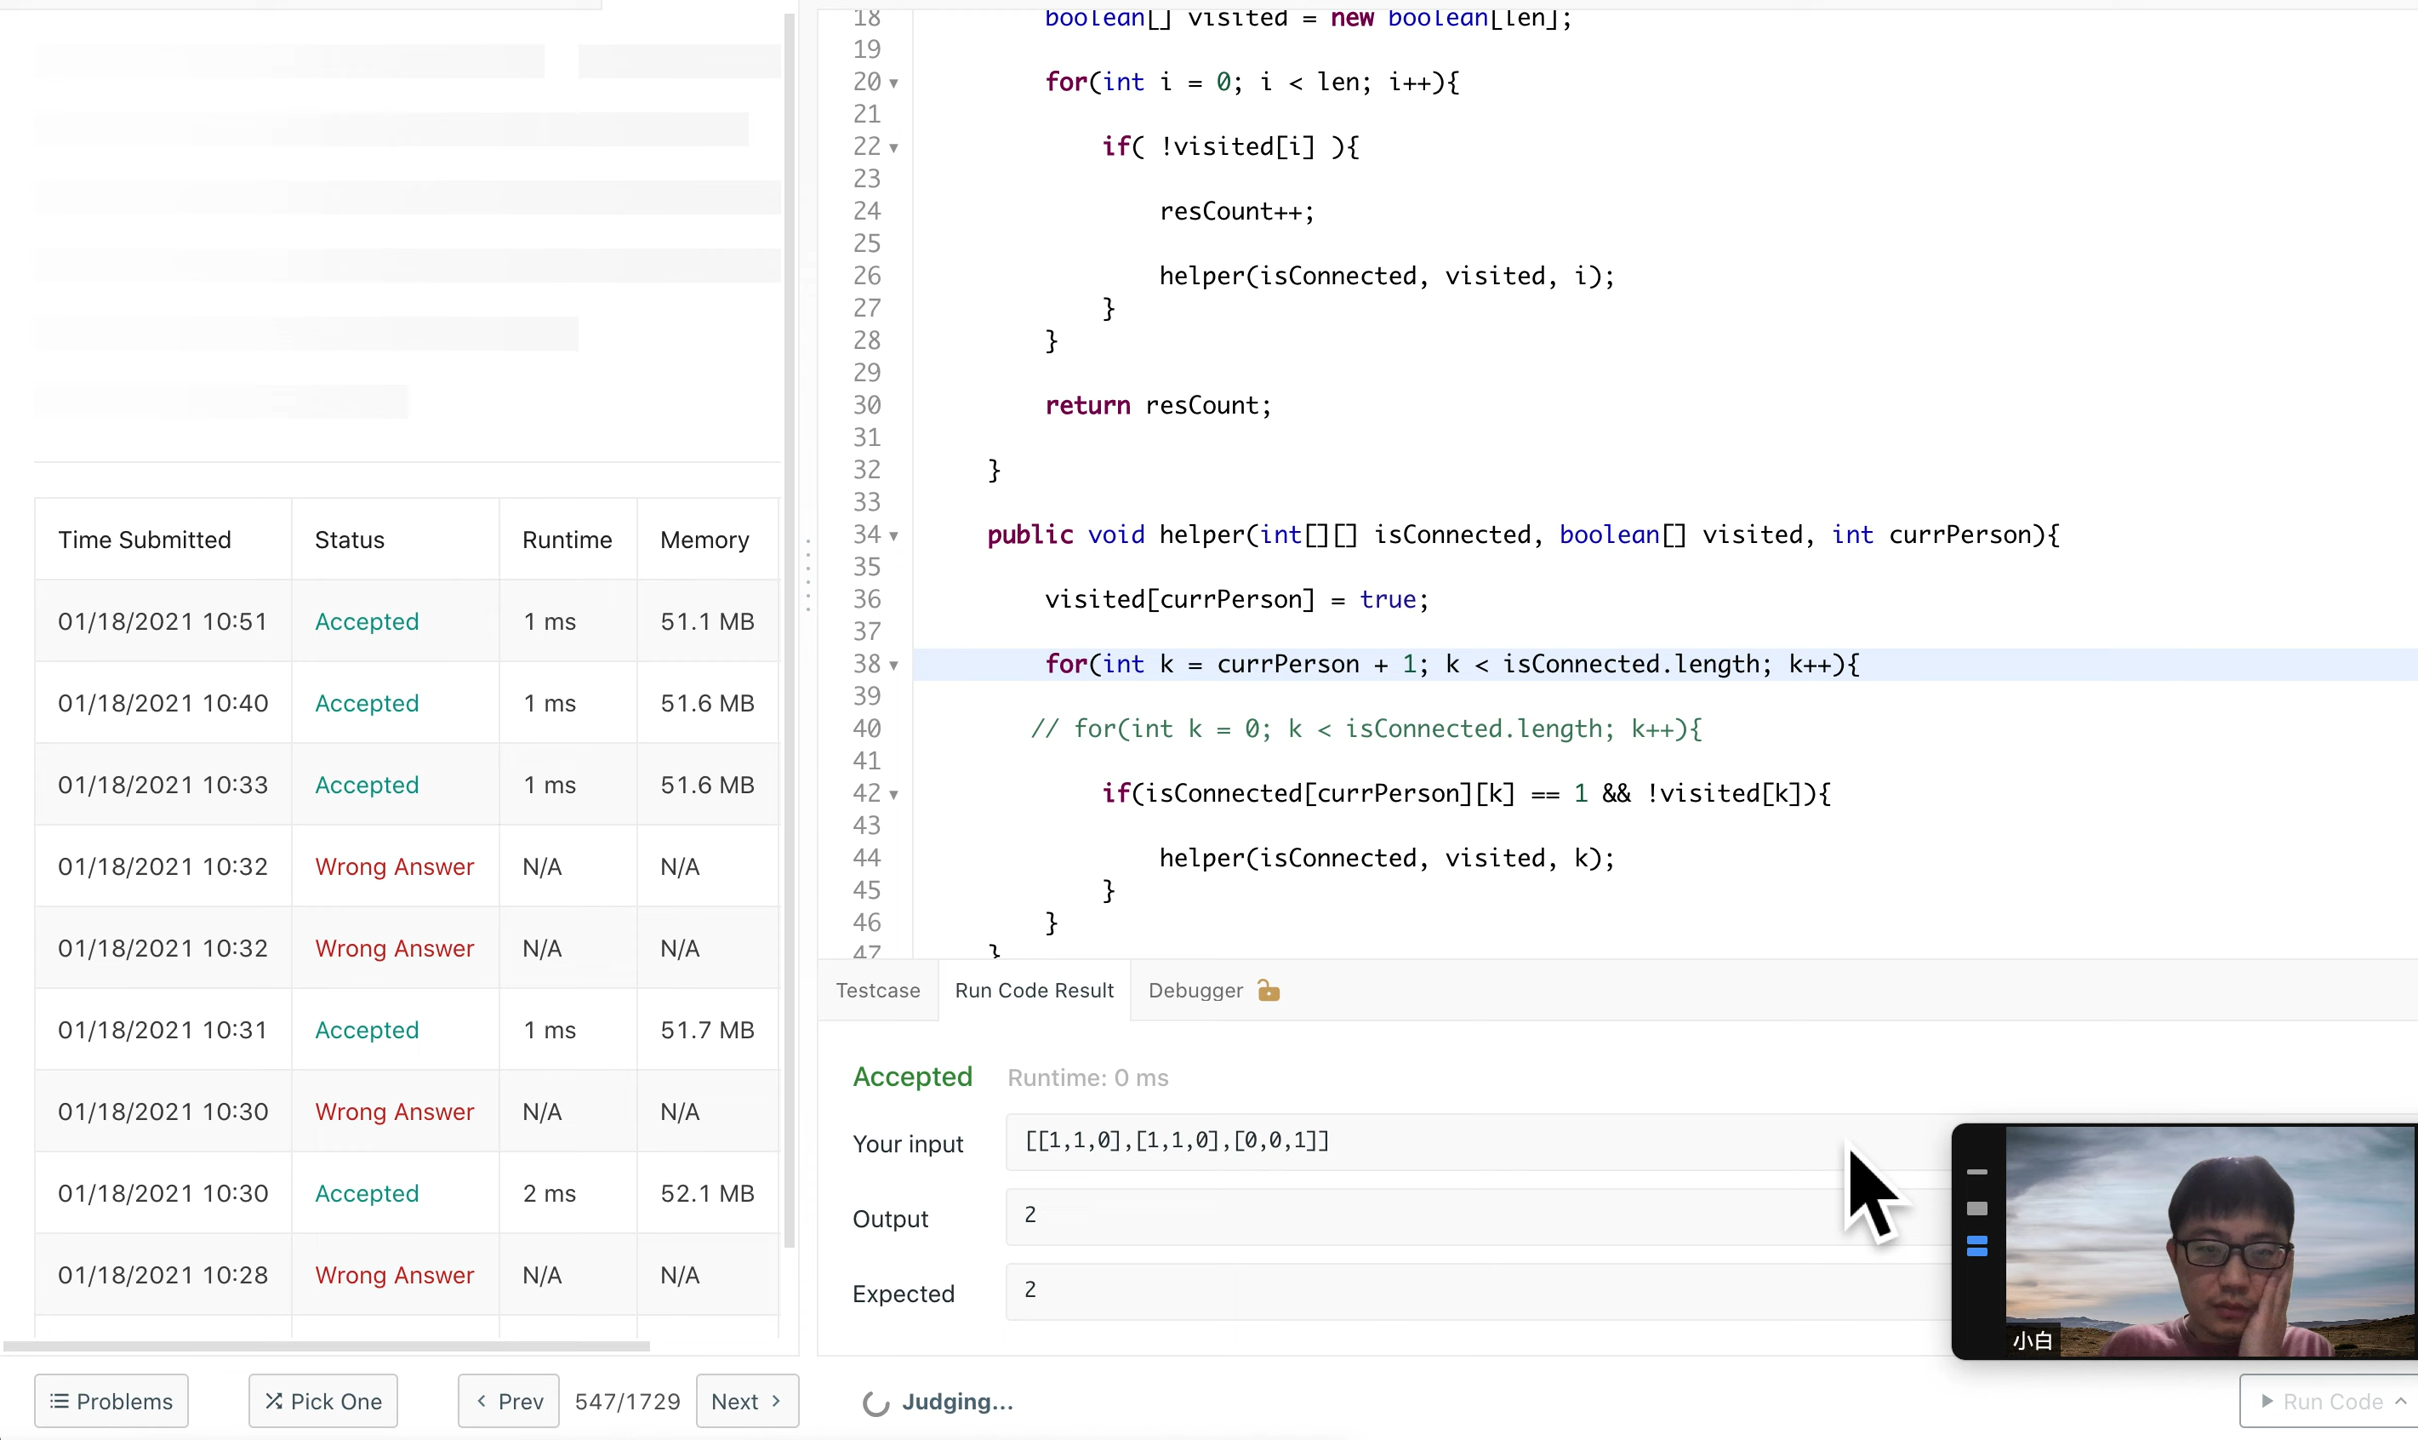 Time Submitted Status Runtime Memory
01/18/2021 10:51 Accepted 1 ms 51.1 MB
01/18/2021 10:40 Accepted 1 ms 51.6 MB
01/18/2021 10:33 Accepted 1 ms 51.6 MB
01/18/2021 10:32 Wrong Answer N/A N/A
01/18/2021 10:32 Wrong Answer N/A N/A
01/18/2021 10:31 Accepted 1 ms 51.7 MB
01/18/2021 10:30 Wrong Answer N/A N/A
01/18/2021 10:30 Accepted 2 ms 52.1 MB
01/18/2021 10:28 Wrong Answer N/A N/A
Problems Pick One Prev 547/1729 Next
18 boolean[] visited = new boolean[len];
19
20 for(int i = 0; i < len; i++){
21
22 if( !visited[i] ){
23
24 resCount++;
25
26 helper(isConnected, visited, i);
27 }
28 }
29
30 return resCount;
31
32 }
33
34 public void helper(int[][] isConnected, boolean[] visited, int currPerson){
35
36 visited[currPerson] = true;
37
38 for(int k = currPerson + 1; k < isConnected.length; k++){
39
40 // for(int k = 0; k < isConnected.length; k++){
41
42 if(isConnected[currPerson][k] == 1 && !visited[k]){
43
44 helper(isConnected, visited, k);
45 }
46 }
47 }
Testcase Run Code Result Debugger
Accepted Runtime: 0 ms
Your input [[1,1,0],[1,1,0],[0,0,1]]
Output 2
Expected 2
小白
Judging... Run Code